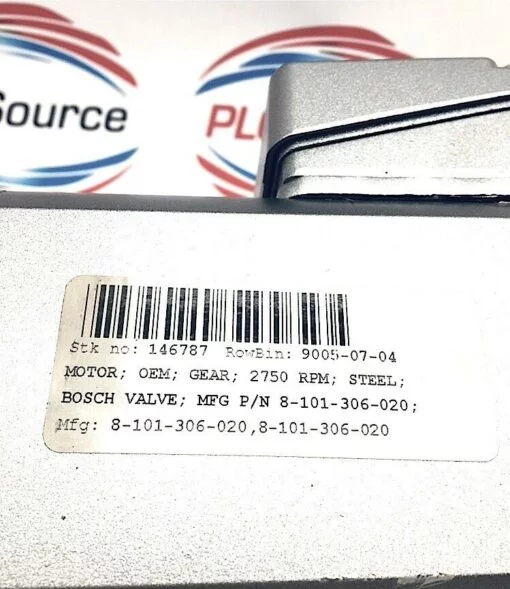 Source
PLC
Stk no: 146787 RowBin: 9005-07-04
MOTOR; OEM; GEAR; 2750 RPM; STEEL;
BOSCH VALVE; MFG P/N 8-101-306-020;
Mfg: 8-101-306-020,8-101-306-020